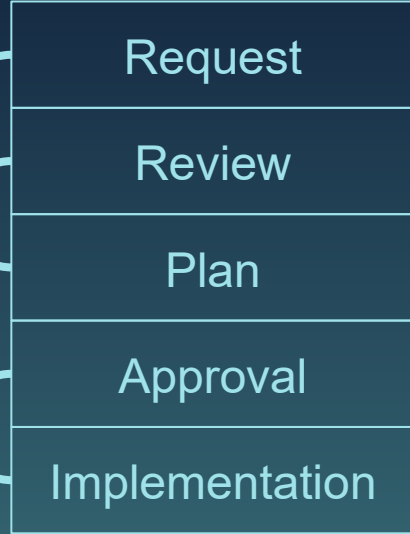 Request
Review
Plan
Approval
Implementation